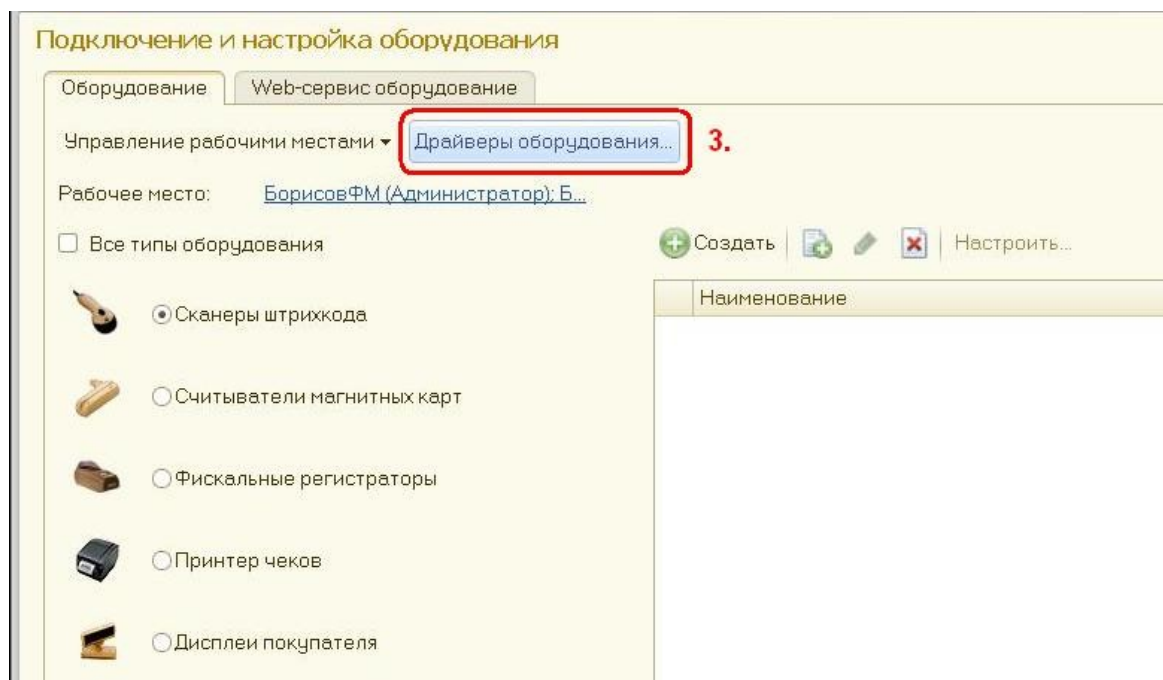 Подключение и настройка оборудования
Оборудование Web-сервис оборудование
Управление рабочими местами Драйверы оборудования... 3.
Рабочее место: БорисовФМ (Администратор); Б...
Все типы оборудования Создать Настроить...
Наименование
Сканеры штрихкода
Считыватели магнитных карт
Фискальные регистраторы
Принтер чеков
Дисплеи покупателя